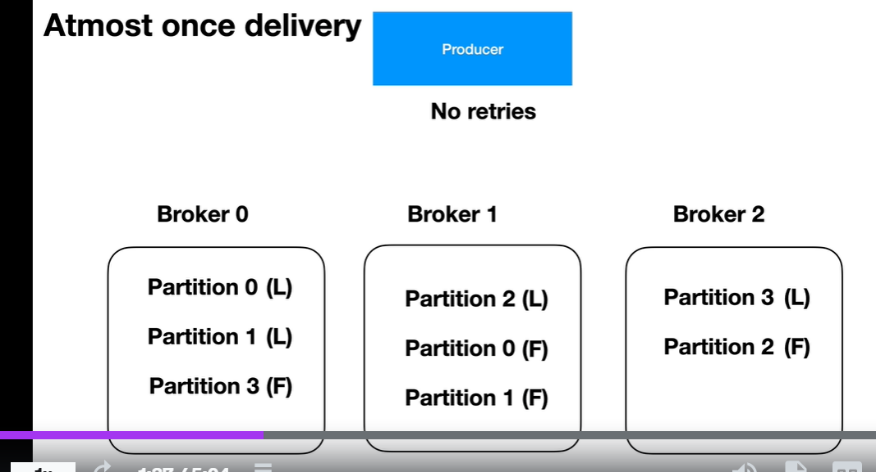 Atmost once delivery
Producer
No retries
Broker 0
Partition 0 (L)
Partition 1 (L)
Partition 3 (F)
Broker 1
Partition 2 (L)
Partition 0 (F)
Partition 1 (F)
Broker 2
Partition 3 (L)
Partition 2 (F)